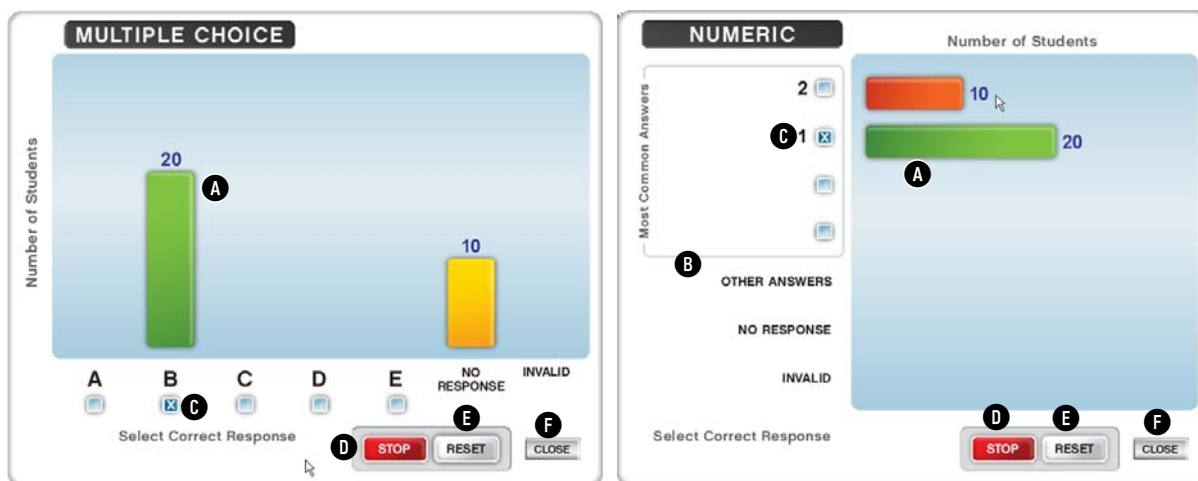 MULTIPLE CHOICE
Number of Students
20
A
10
A
B
C
D
E
NO
RESPONSE
INVALID
X
C
Select Correct Response
D
STOP
E
RESET
F
CLOSE
NUMERIC
Number of Students
Most Common Answers
2
10
C
1
X
20
A
B
OTHER ANSWERS
NO RESPONSE
INVALID
Select Correct Response
D
STOP
E
RESET
F
CLOSE